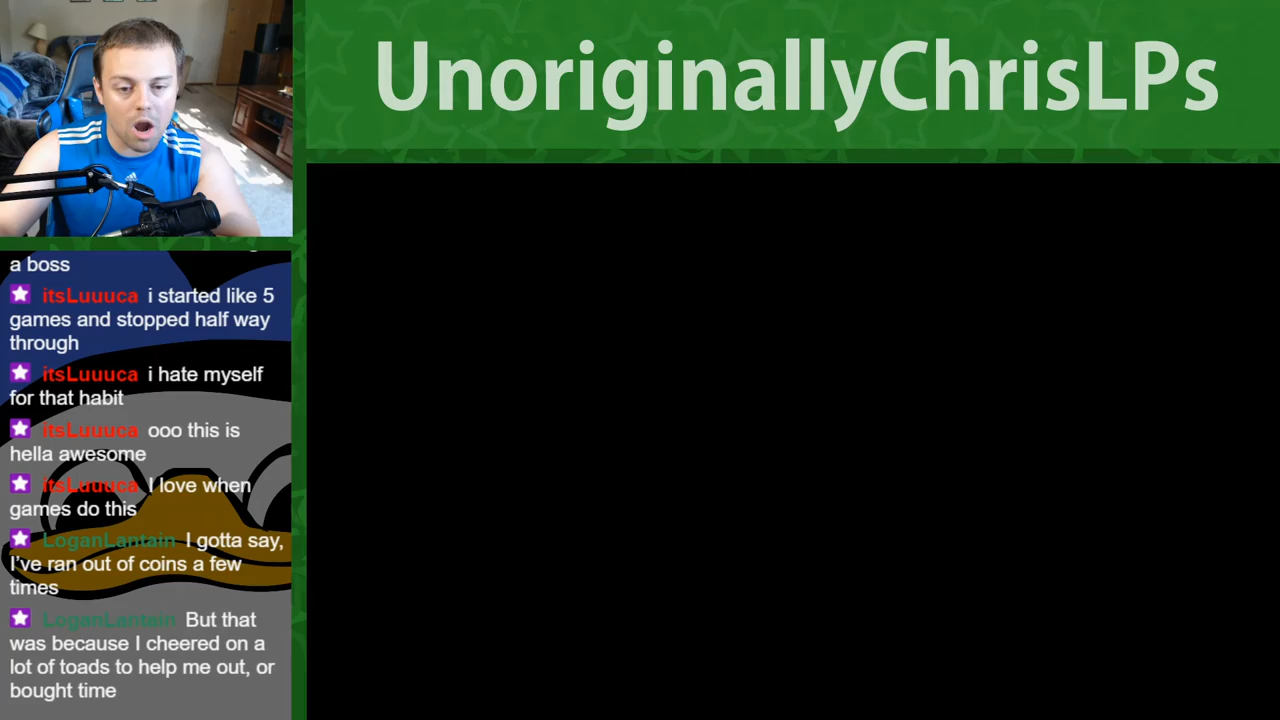 UnoriginallyChrisLPs
a boss
itsLuuuca i started like 5
games and stopped half way
through
itsLuuuca i hate myself
for that habit
itsLuuuca ooo this is
hella awesome
itsLuuuca I love when
games do this
LoganLantain I gotta say,
I've ran out of coins a few
times
LoganLantain But that
was because I cheered on a
lot of toads to help me out, or
bought time